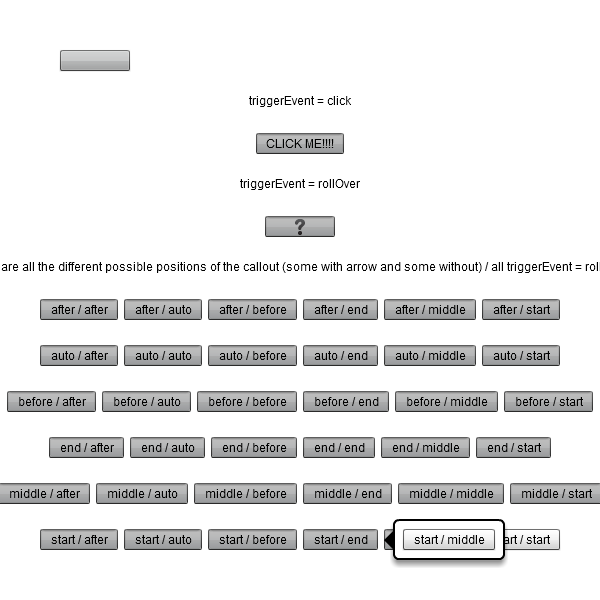 triggerEvent = click
CLICK ME!!!!
triggerEvent = rollOver
?
are all the different possible positions of the callout (some with arrow and some without) / all triggerEvent = roll
after / after after / auto after / before after / end after / middle after / start
auto / after auto / auto auto / before auto / end auto / middle auto / start
before / after before / auto before / before before / end before / middle before / start
end / after end / auto end / before end / end end / middle end / start
middle / after middle / auto middle / before middle / end middle / middle middle / start
start / after start / auto start / before start / end start / middle art / start